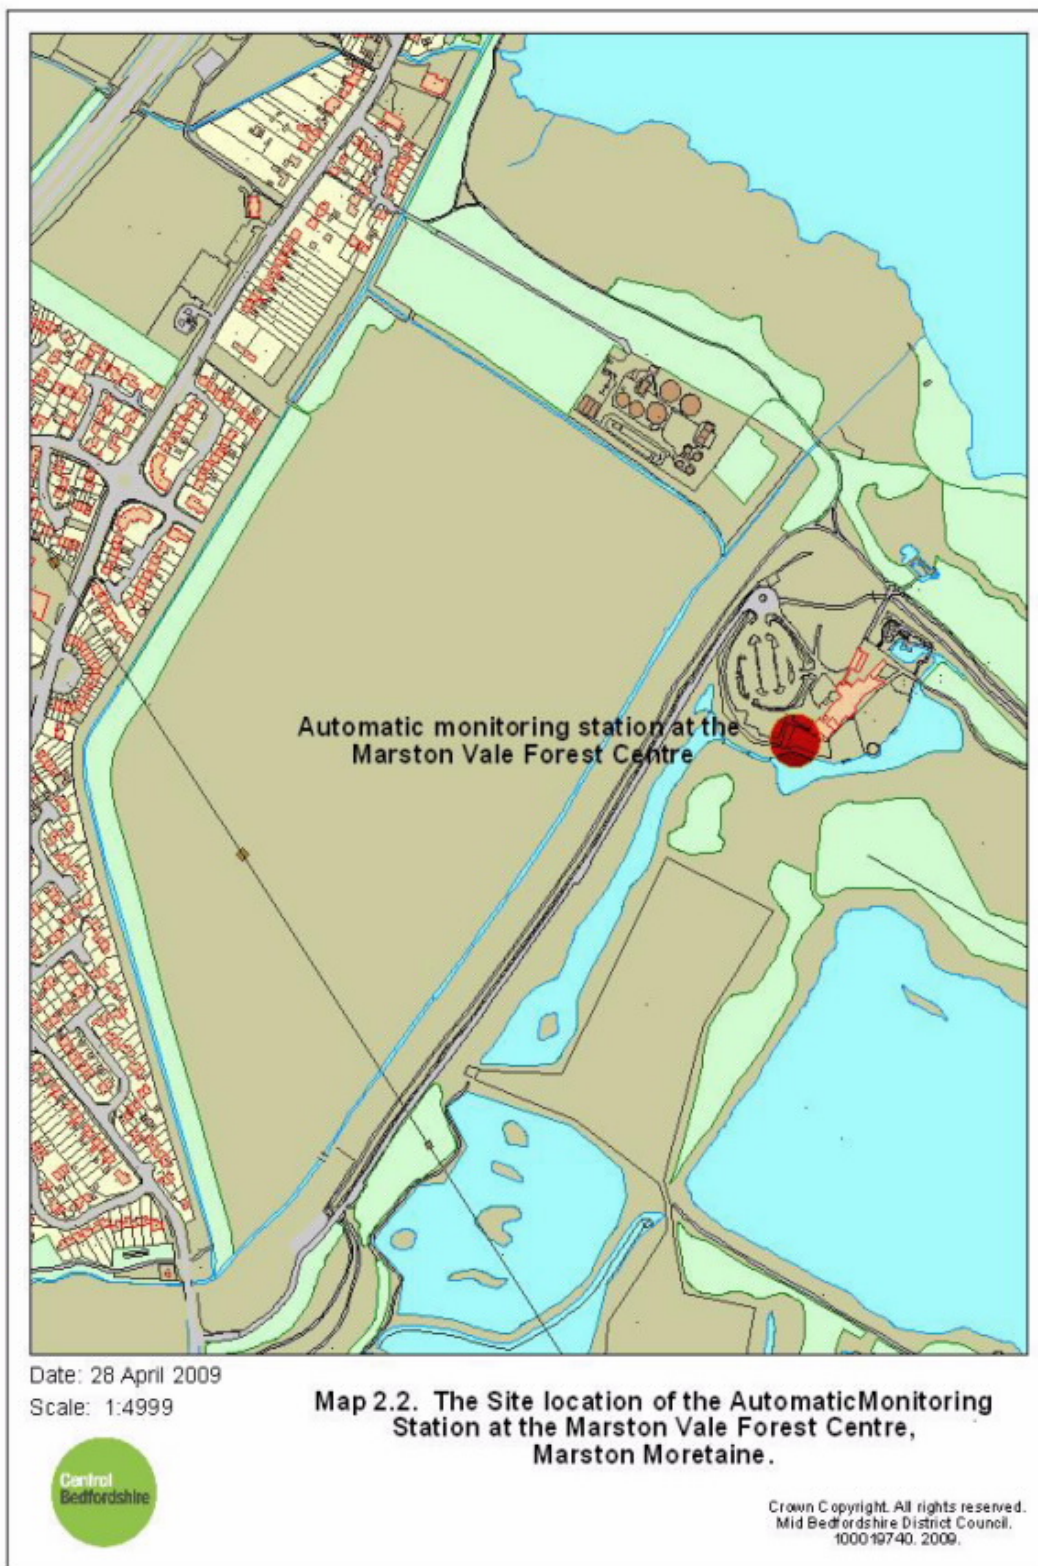 Automatic monitoring station at the
Marston Vale Forest Centre
Date: 28 April 2009
Scale: 1:4999
Map 2.2. The Site location of the AutomaticMonitoring
Station at the Marston Vale Forest Centre,
Marston Moretaine.
Central
Bedfordshire
Crown Copyright. All rights reserved.
Mid Bedfordshire District Council.
100019740. 2009.